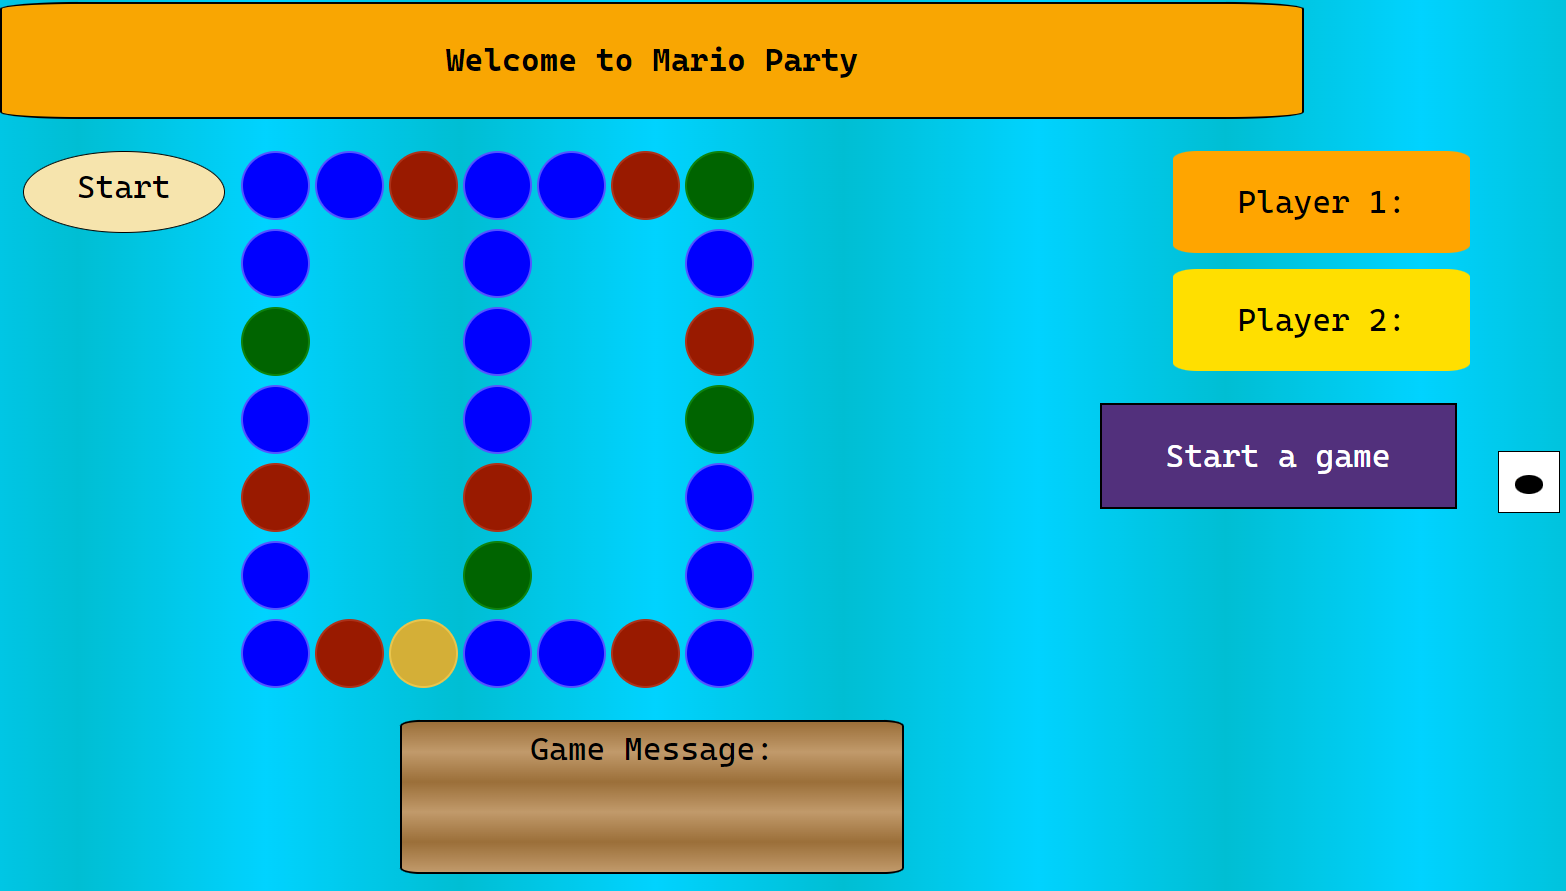 Welcome to Mario Party
Start
Player 1:
Player 2:
Start a game
Game Message: